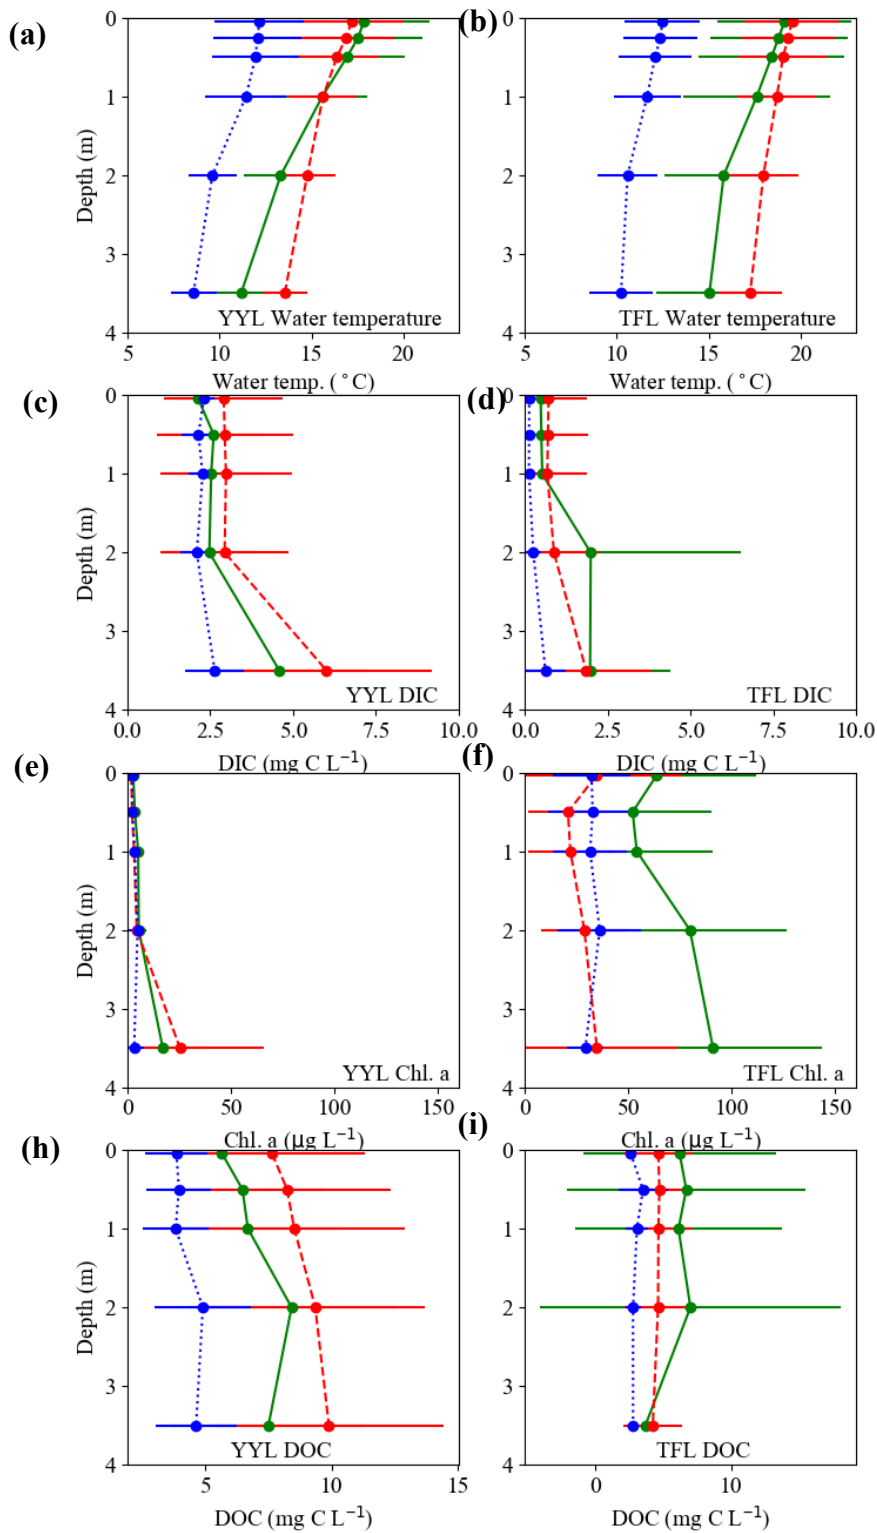 (a)
0
1
2
3
4
Depth (m)
YYL Water temperature
5 10 15 20
Water temp. (°C)
(b)
0
1
2
3
4
TFL Water temperature
5 10 15 20
Water temp. (°C)
(c)
0
1
2
3
4
Depth (m)
YYL DIC
0.0 2.5 5.0 7.5 10.0
DIC (mg C L⁻¹)
(d)
0
1
2
3
4
TFL DIC
0.0 2.5 5.0 7.5 10.0
DIC (mg C L⁻¹)
(e)
0
1
2
3
4
Depth (m)
YYL Chl. a
0 50 100 150
Chl. a (µg L⁻¹)
(f)
0
1
2
3
4
TFL Chl. a
0 50 100 150
Chl. a (µg L⁻¹)
(h)
0
1
2
3
4
Depth (m)
YYL DOC
5 10 15
DOC (mg C L⁻¹)
(i)
0
1
2
3
4
TFL DOC
0 10
DOC (mg C L⁻¹)